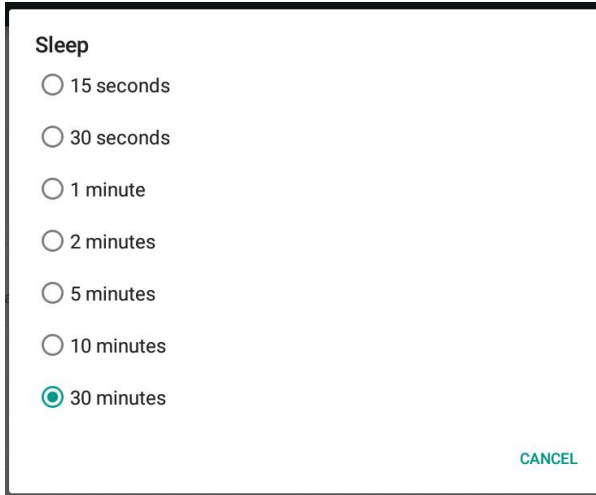 Sleep
15 seconds
30 seconds
1 minute
2 minutes
5 minutes
10 minutes
30 minutes
CANCEL